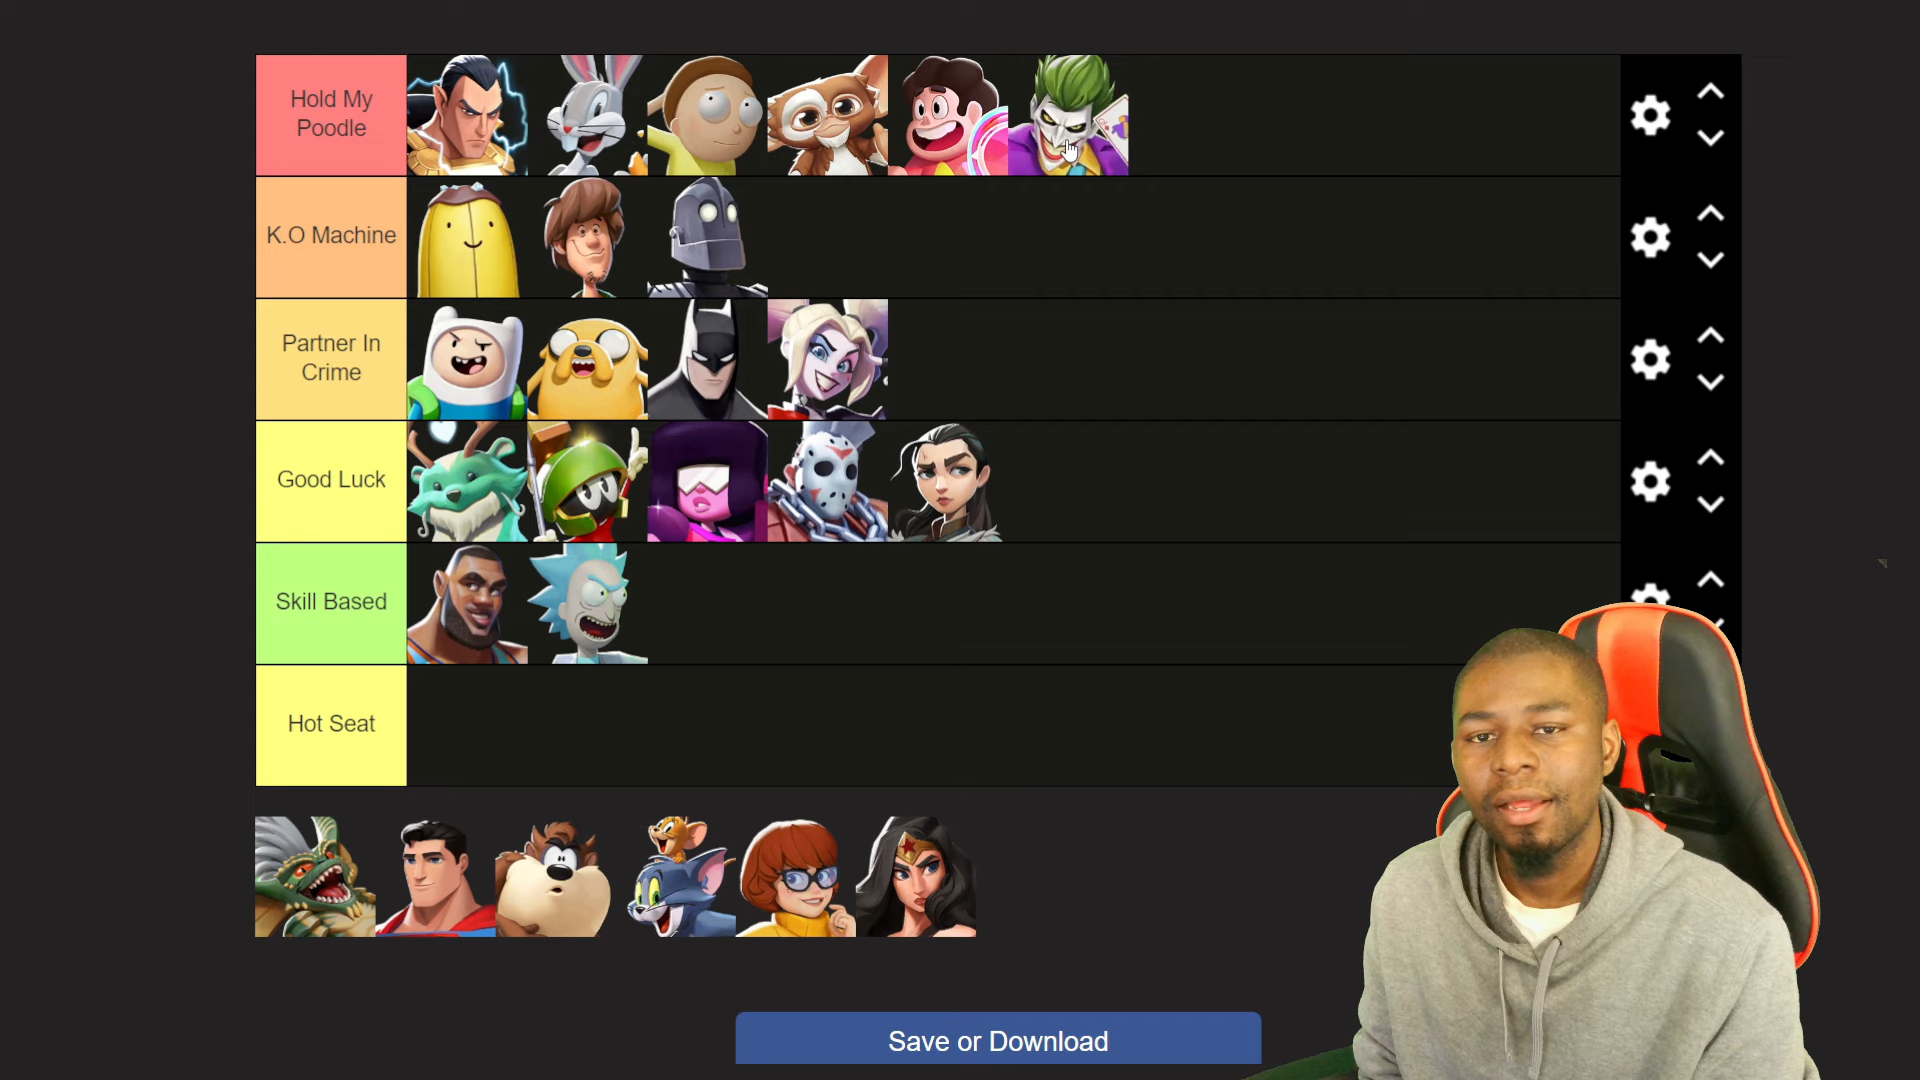 Hold My
Poodle
K.O Machine
Partner In
Crime
Good Luck
Skill Based
Hot Seat
Save or Download